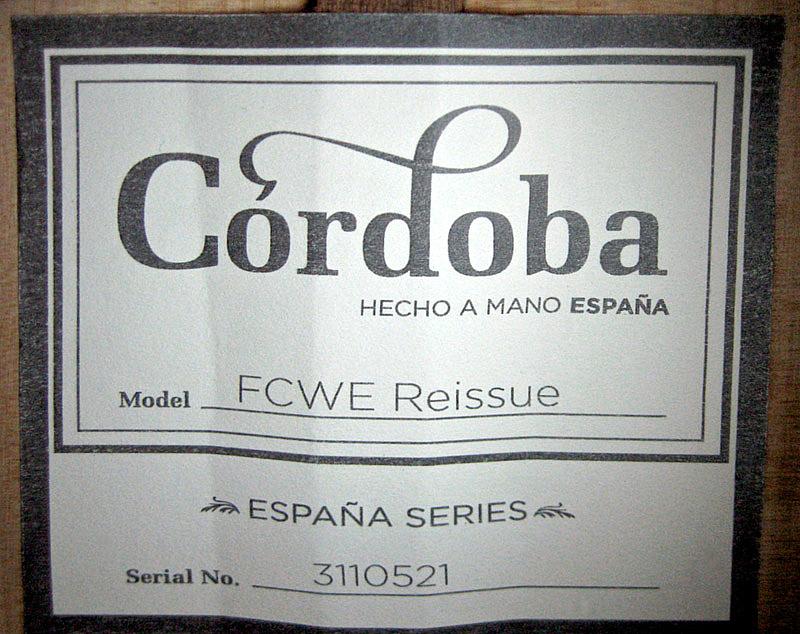 Córdoba
HECHO A MANO ESPAÑA
Model FCWE Reissue
ESPAÑA SERIES
Serial No. 3110521